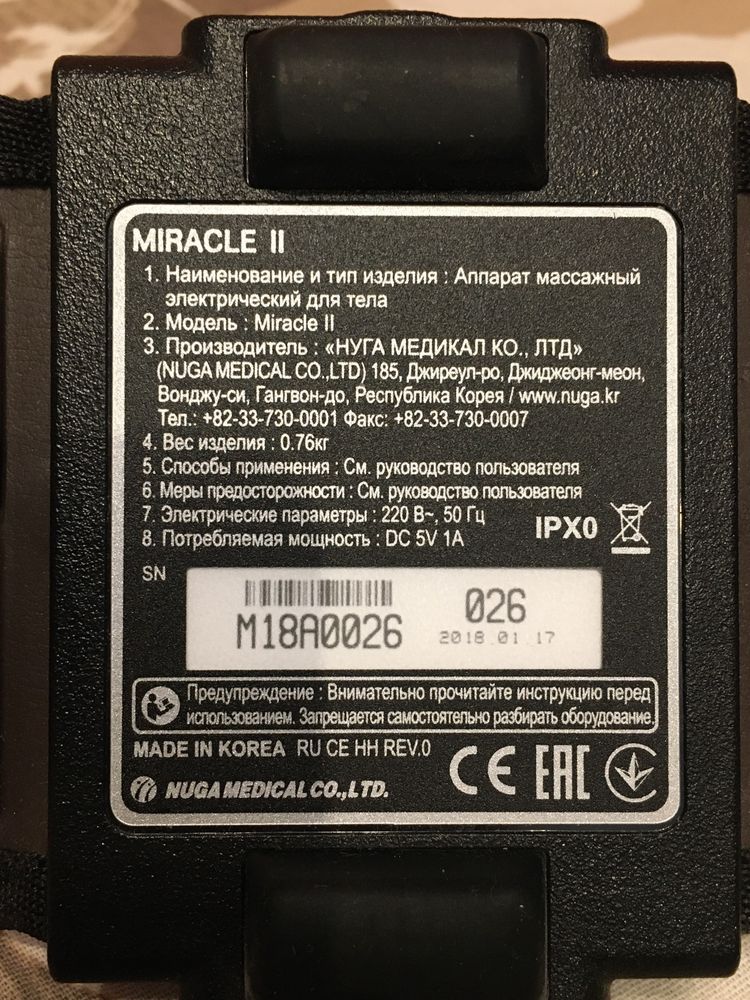 MIRACLE II
1. Наименование и тип изделия : Аппарат массажный
электрический для тела
2. Модель : Miracle II
3. Производитель : «НУГА МЕДИКАЛ КО., ЛТД»
(NUGA MEDICAL CO.,LTD) 185, Джиреул-ро, Джиджеонг-меон,
Вонджу-си, Гангвон-до, Республика Корея / www.nuga.kr
Тел.: +82-33-730-0001 Факс: +82-33-730-0007
4. Вес изделия : 0.76кг
5. Способы применения : См. руководство пользователя
6. Меры предосторожности : См. руководство пользователя
7. Электрические параметры : 220 В~, 50 Гц
8. Потребляемая мощность : DC 5V 1A
IPX0
SN
M18A0026
026
2018.01.17
Предупреждение : Внимательно прочитайте инструкцию перед
использованием. Запрещается самостоятельно разбирать оборудование.
MADE IN KOREA RU CE HH REV.0
NUGA MEDICAL CO.,LTD.
CE EAC